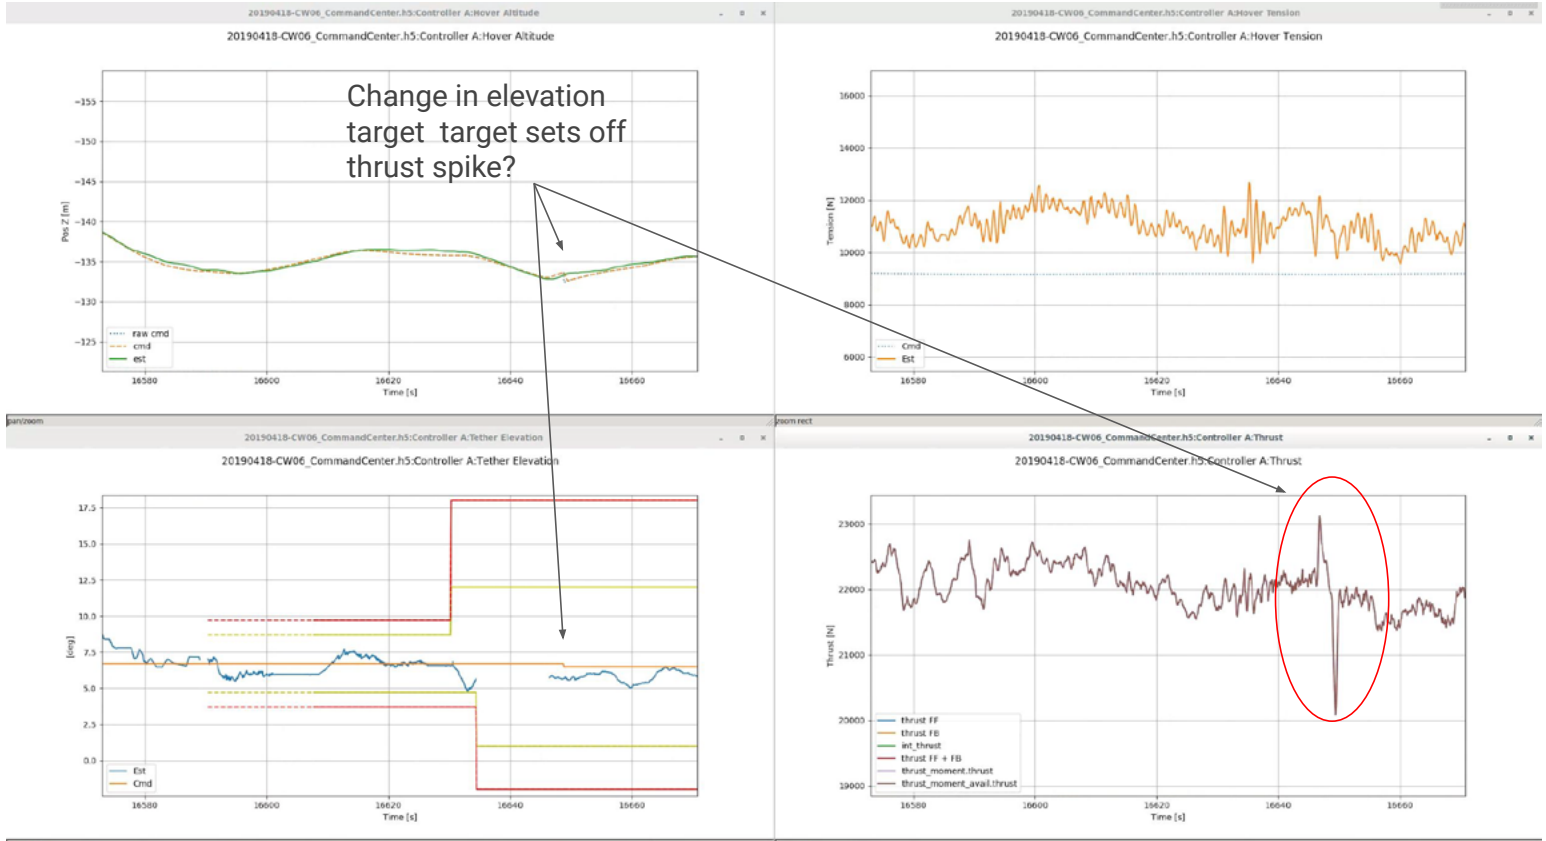 20190418-CW06_CommandCenter.h5:Controller A:Hover Altitude
20190418-CW06_CommandCenter.h5:Controller A:Hover Altitude
Change in elevation
target  target sets off
thrust spike?
−155
−150
−145
−140
−135
−130
−125
Pos Z [m]
raw cmd
cmd
est
16580
16600
16620
16640
16660
Time [s]
20190418-CW06_CommandCenter.h5:Controller A:Hover Tension
20190418-CW06_CommandCenter.h5:Controller A:Hover Tension
16000
14000
12000
10000
8000
6000
Tension [N]
Cmd
Est
16580
16600
16620
16640
16660
Time [s]
pan/zoom
20190418-CW06_CommandCenter.h5:Controller A:Tether Elevation
20190418-CW06_CommandCenter.h5:Controller A:Tether Elevation
17.5
15.0
12.5
10.0
7.5
5.0
2.5
0.0
[deg]
Est
Cmd
16580
16600
16620
16640
16660
Time [s]
zoom rect
20190418-CW06_CommandCenter.h5:Controller A:Thrust
20190418-CW06_CommandCenter.h5:Controller A:Thrust
23000
22000
21000
20000
19000
Thrust [N]
thrust FF
thrust FB
int_thrust
thrust FF + FB
thrust_moment.thrust
thrust_moment_avail.thrust
16580
16600
16620
16640
16660
Time [s]